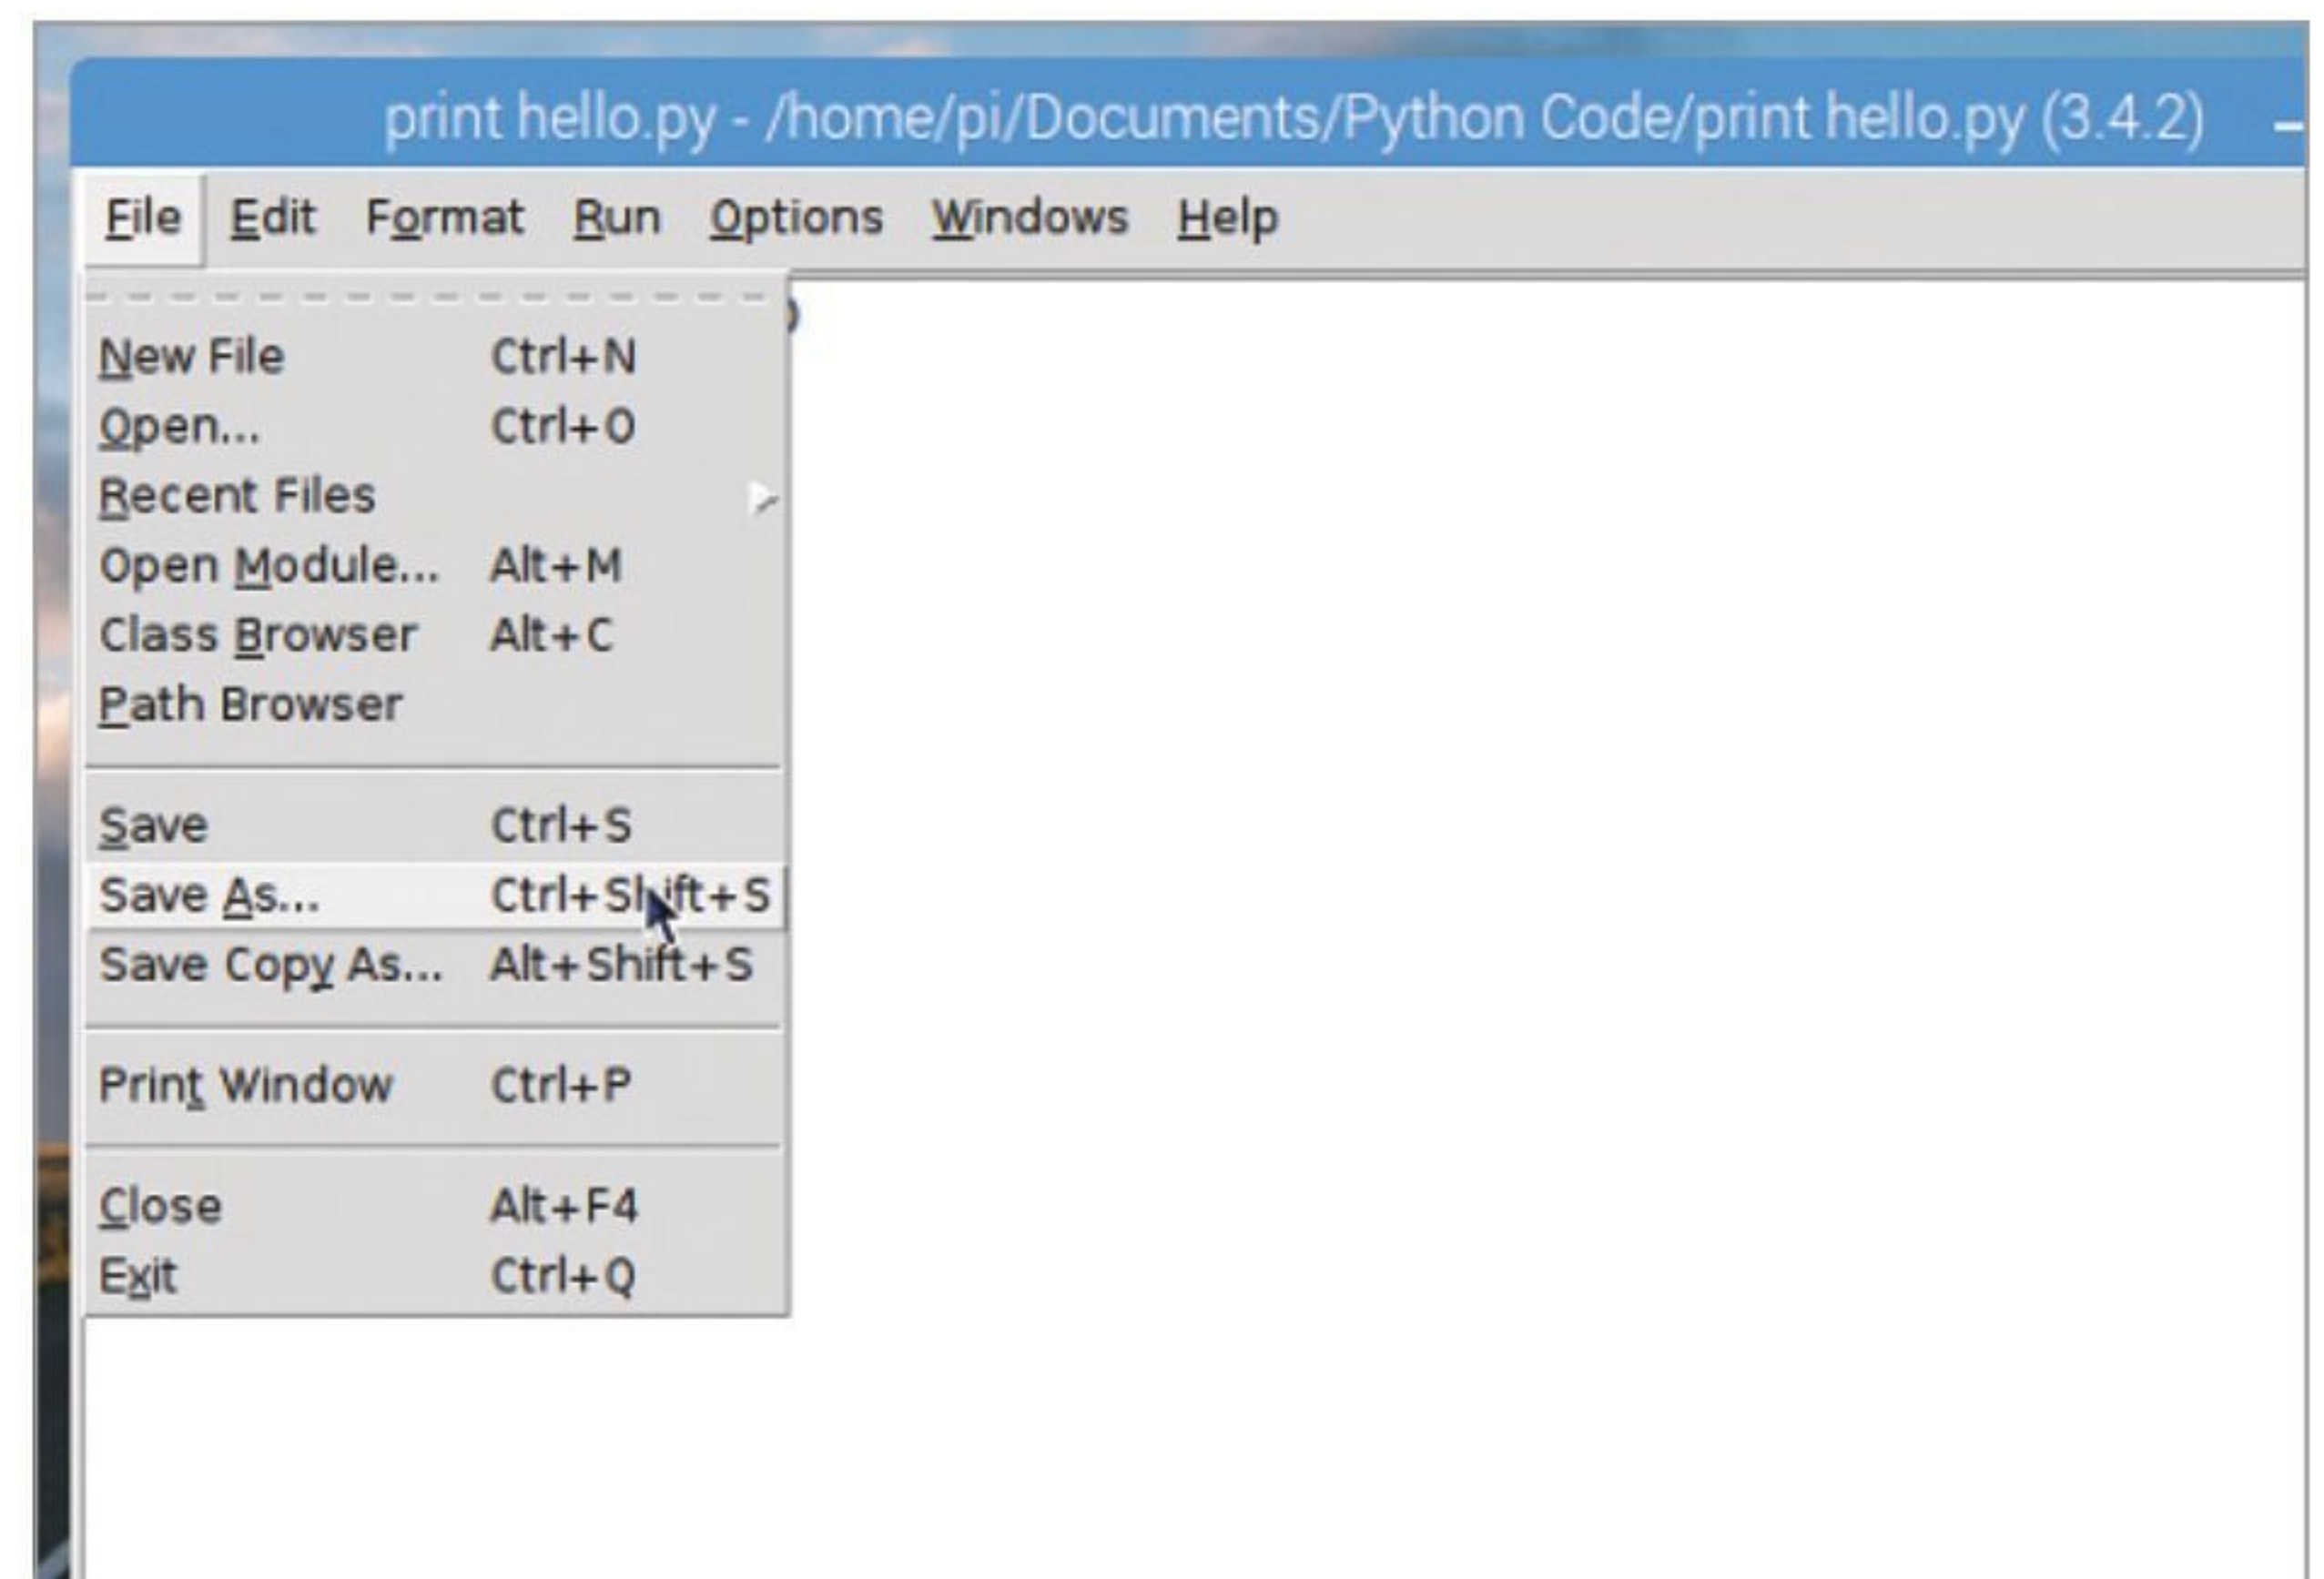 print hello.py - /home/pi/Documents/Python Code/print hello.py (3.4.2)
File Edit Format Run Options Windows Help
)
New File Ctrl+N
Open... Ctrl+O
Recent Files
Open Module... Alt+M
Class Browser Alt+C
Path Browser
Save Ctrl+S
Save As... Ctrl+Shift+S
Save Copy As... Alt+Shift+S
Print Window Ctrl+P
Close Alt+F4
Exit Ctrl+Q